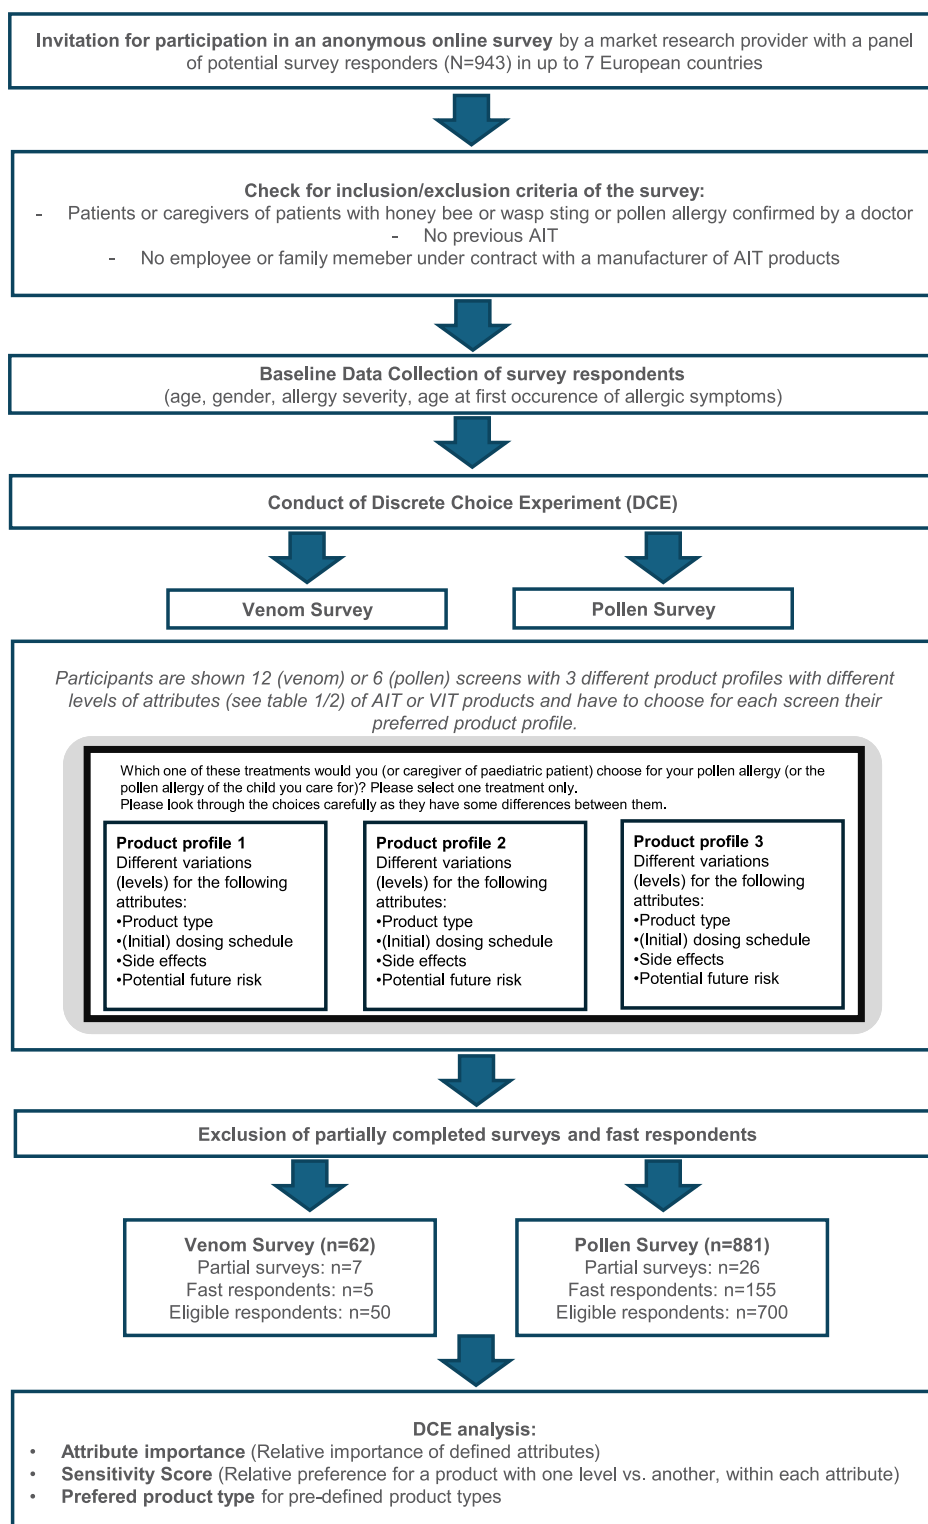 Invitation for participation in an anonymous online survey by a market research provider with a panel
of potential survey responders (N=943) in up to 7 European countries
Check for inclusion/exclusion criteria of the survey:
- Patients or caregivers of patients with honey bee or wasp sting or pollen allergy confirmed by a doctor
- No previous AIT
- No employee or family memeber under contract with a manufacturer of AIT products
Baseline Data Collection of survey respondents
(age, gender, allergy severity, age at first occurence of allergic symptoms)
Conduct of Discrete Choice Experiment (DCE)
Venom Survey
Pollen Survey
Participants are shown 12 (venom) or 6 (pollen) screens with 3 different product profiles with different
levels of attributes (see table 1/2) of AIT or VIT products and have to choose for each screen their
preferred product profile.
Which one of these treatments would you (or caregiver of paediatric patient) choose for your pollen allergy (or the
pollen allergy of the child you care for)? Please select one treatment only.
Please look through the choices carefully as they have some differences between them.
Product profile 1
Different variations
(levels) for the following
attributes:
•Product type
•(Initial) dosing schedule
•Side effects
•Potential future risk
Product profile 2
Different variations
(levels) for the following
attributes:
•Product type
•(Initial) dosing schedule
•Side effects
•Potential future risk
Product profile 3
Different variations
(levels) for the following
attributes:
•Product type
•(Initial) dosing schedule
•Side effects
•Potential future risk
Exclusion of partially completed surveys and fast respondents
Venom Survey (n=62)
Partial surveys: n=7
Fast respondents: n=5
Eligible respondents: n=50
Pollen Survey (n=881)
Partial surveys: n=26
Fast respondents: n=155
Eligible respondents: n=700
DCE analysis:
• Attribute importance (Relative importance of defined attributes)
• Sensitivity Score (Relative preference for a product with one level vs. another, within each attribute)
• Prefered product type for pre-defined product types